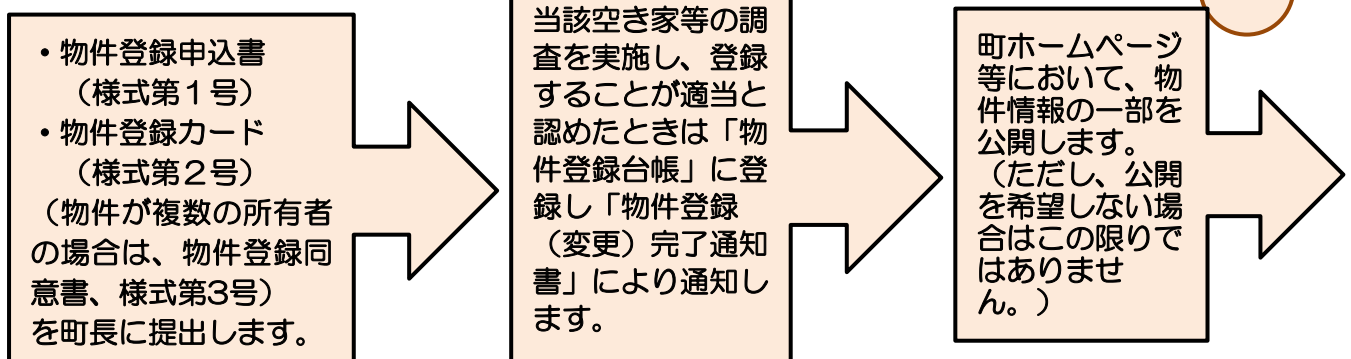 ・物件登録申込書
（様式第１号）
・物件登録カード
（様式第２号）
（物件が複数の所有者
の場合は、物件登録同
意書、様式第3号）
を町長に提出します。
当該空き家等の調
査を実施し、登録
することが適当と
認めたときは「物
件登録台帳」に登
録し「物件登録
（変更）完了通知
書」により通知し
ます。
町ホームページ
等において、物
件情報の一部を
公開します。
（ただし、公開
を希望しない場
合はこの限りで
はありませ
ん。）